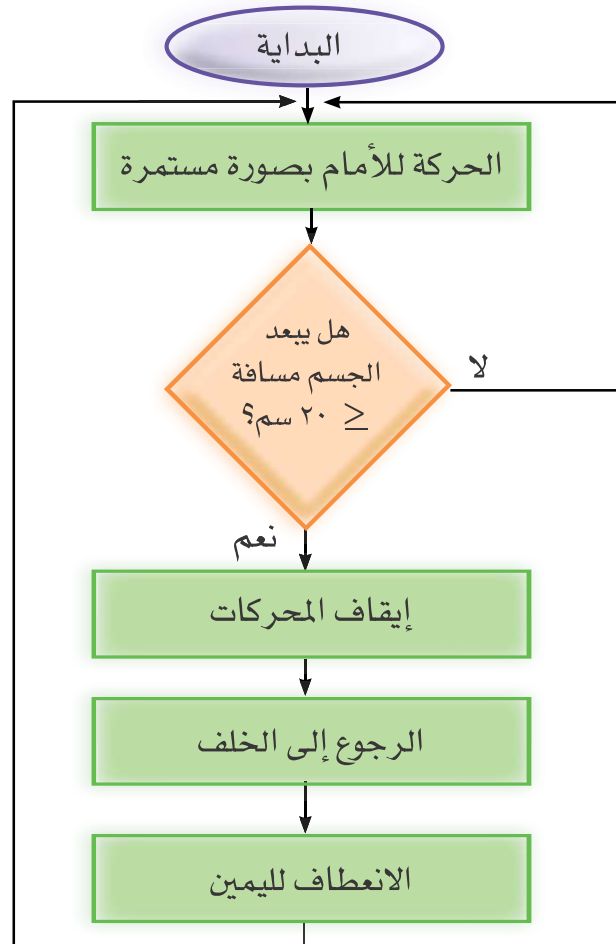 البداية
الحركة للأمام بصورة مستمرة
هل يبعد
الجسم مسافة
≥ ٢٠ سم؟
لا
نعم
إيقاف المحركات
الرجوع إلى الخلف
الانعطاف لليمين